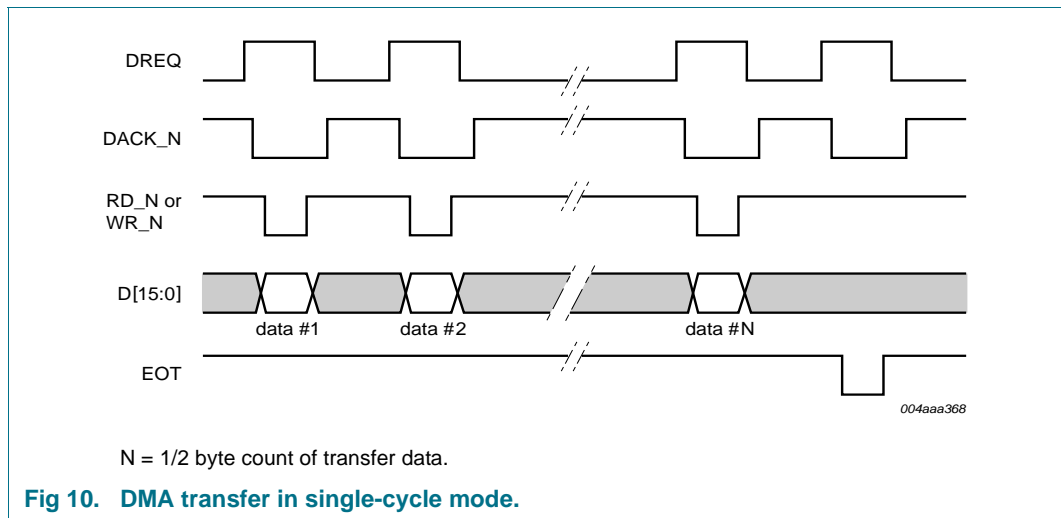 DREQ
DACK_N
RD_N or
WR_N
D[15:0]
data #1
data #2
data #N
EOT
004aaa368
N = 1/2 byte count of transfer data.
Fig 10. DMA transfer in single-cycle mode.